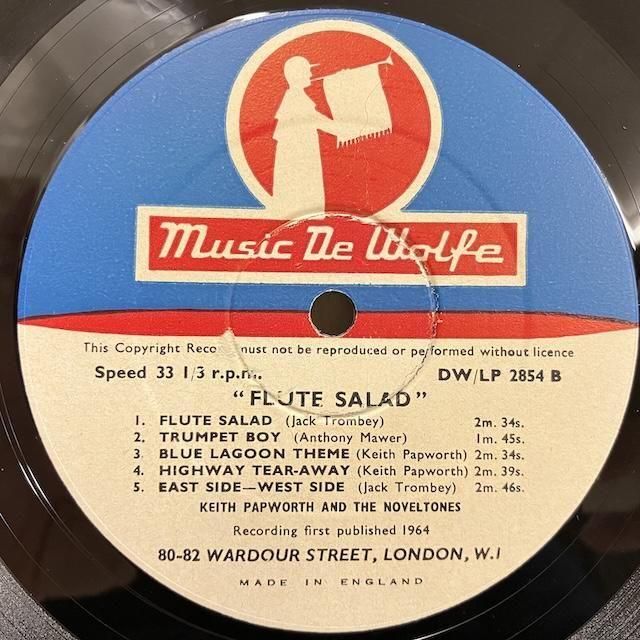 Music De Wolfe
This Copyright Record must not be reproduced or performed without licence
Speed 33 1/3 r.p.m. DW/LP 2854 B
"FLUTE SALAD"
1. FLUTE SALAD (Jack Trombey) 2m. 34s.
2. TRUMPET BOY (Anthony Mawer) 1m. 45s.
3. BLUE LAGOON THEME (Keith Papworth) 2m. 34s.
4. HIGHWAY TEAR-AWAY (Keith Papworth) 2m. 39s.
5. EAST SIDE—WEST SIDE (Jack Trombey) 2m. 46s.
KEITH PAPWORTH AND THE NOVELTONES
Recording first published 1964
80-82 WARDOUR STREET, LONDON, W.1
MADE IN ENGLAND